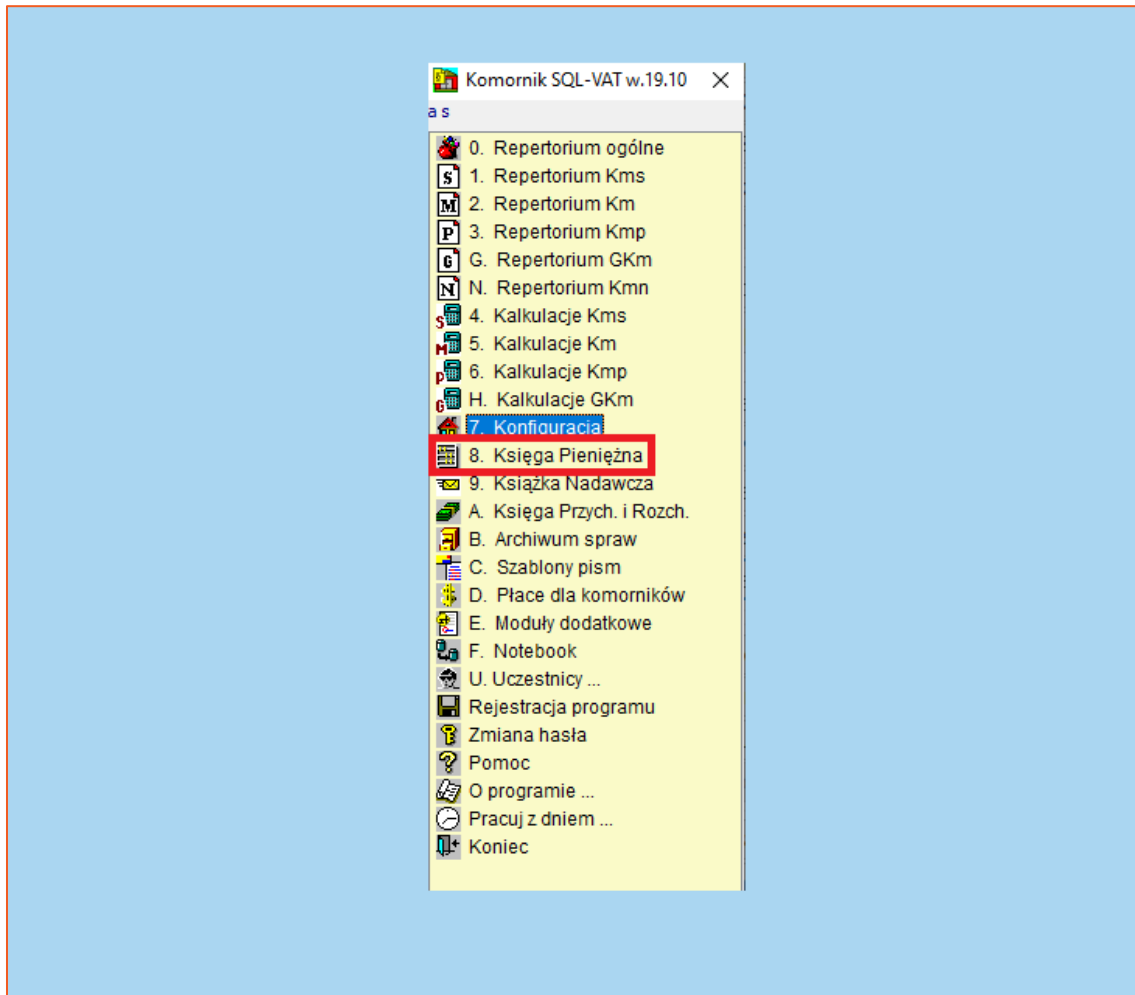 Komornik SQL-VAT w.19.10
a s
0. Repertorium ogólne
1. Repertorium Kms
2. Repertorium Km
3. Repertorium Kmp
G. Repertorium GKm
N. Repertorium Kmn
4. Kalkulacje Kms
5. Kalkulacje Km
6. Kalkulacje Kmp
H. Kalkulacje GKm
7. Konfiguracja
8. Księga Pieniężna
9. Książka Nadawcza
A. Księga Przych. i Rozch.
B. Archiwum spraw
C. Szablony pism
D. Płace dla komorników
E. Moduły dodatkowe
F. Notebook
U. Uczestnicy ...
Rejestracja programu
Zmiana hasła
Pomoc
O programie ...
Pracuj z dniem ...
Koniec